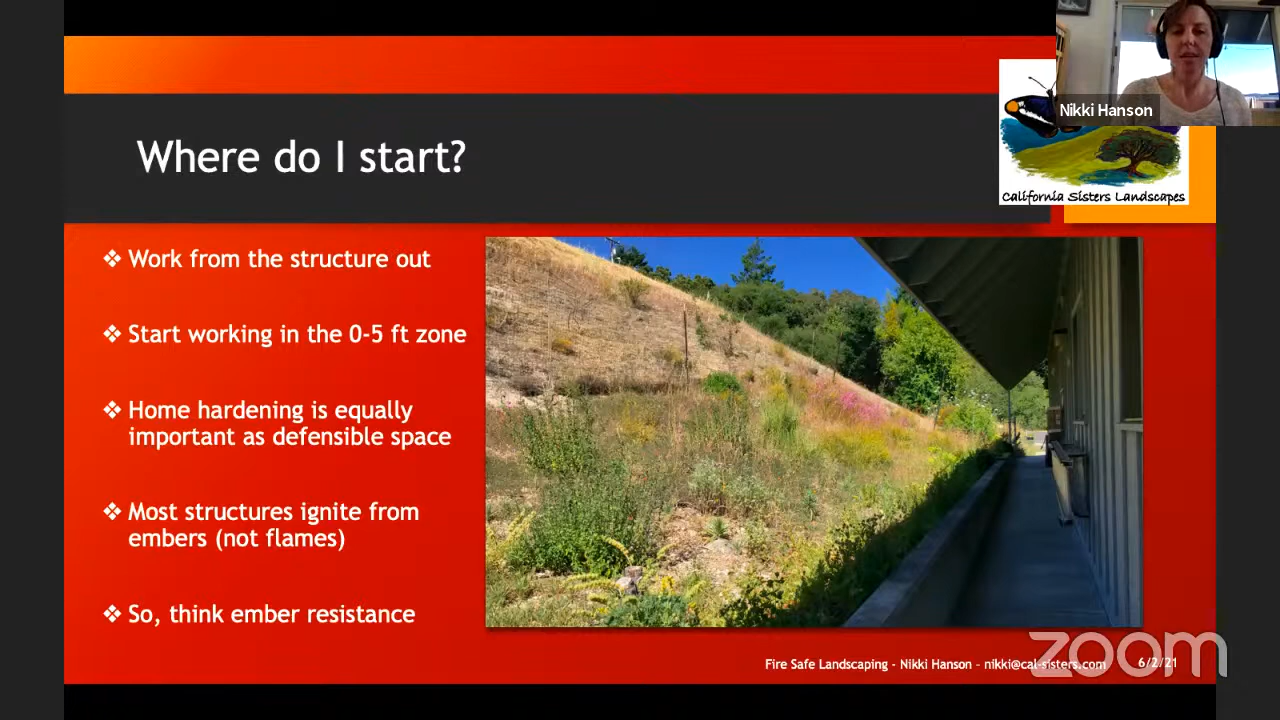 Nikki Hanson
Where do I start?
California Sisters Landscapes
❖ Work from the structure out
❖ Start working in the 0-5 ft zone
❖ Home hardening is equally
important as defensible space
❖ Most structures ignite from
embers (not flames)
❖ So, think ember resistance
Fire Safe Landscaping - Nikki Hanson – nikki@cal-sisters.com
6/2/21
zoom